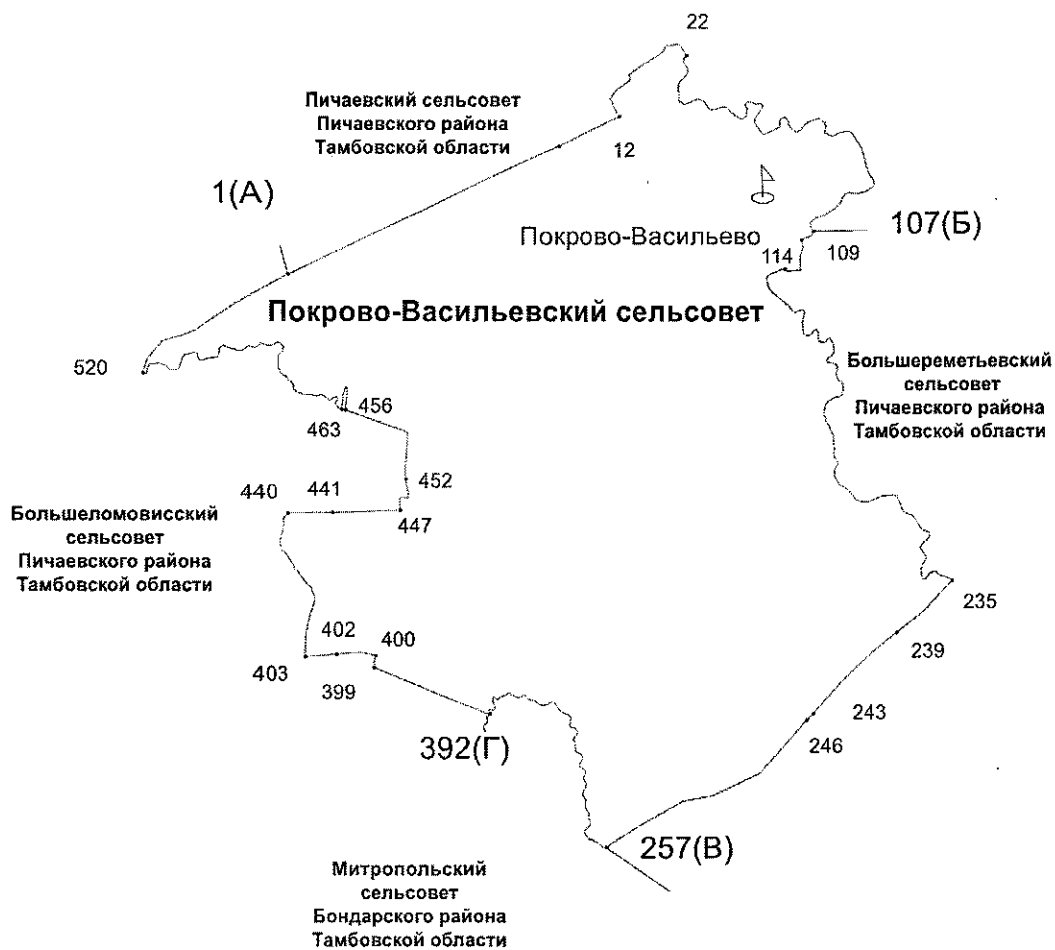 22
Пичаевский сельсовет
Пичаевского района
Тамбовской области
12
1(А)
107(Б)
Покрово-Васильево
114
109
Покрово-Васильевский сельсовет
520
Большереметьевский
сельсовет
Пичаевского района
Тамбовской области
456
463
452
440
441
447
Большеломовисский
сельсовет
Пичаевского района
Тамбовской области
235
402
400
239
403
399
243
246
392(Г)
257(В)
Митропольский
сельсовет
Бондарского района
Тамбовской области